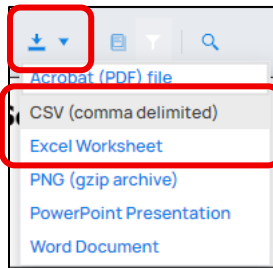 Acrobat (PDF) file
CSV (comma delimited)
Excel Worksheet
PNG (gzip archive)
PowerPoint Presentation
Word Document